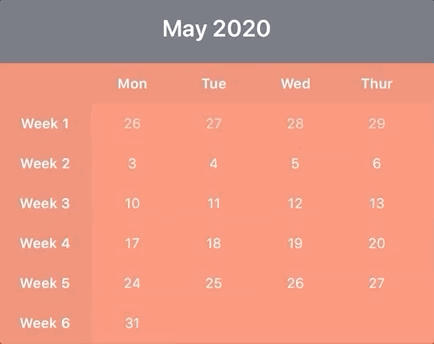 May 2020
Mon Tue Wed Thur
Week 1 26 27 28 29
Week 2 3 4 5 6
Week 3 10 11 12 13
Week 4 17 18 19 20
Week 5 24 25 26 27
Week 6 31